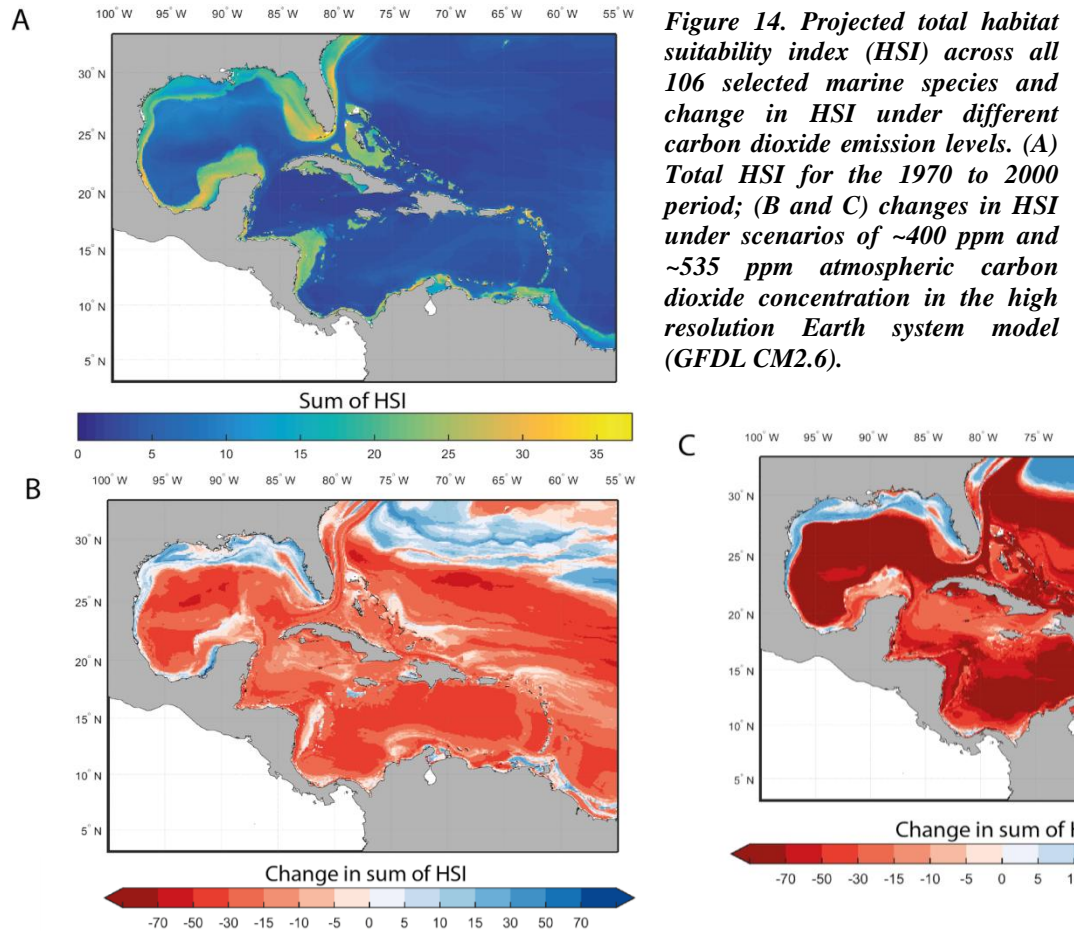 A
100° W 95° W 90° W 85° W 80° W 75° W 70° W 65° W 60° W 55° W
30° N
25° N
20° N
15° N
10° N
5° N
Sum of HSI
0 5 10 15 20 25 30 35
Figure 14. Projected total habitat
suitability index (HSI) across all
106 selected marine species and
change in HSI under different
carbon dioxide emission levels. (A)
Total HSI for the 1970 to 2000
period; (B and C) changes in HSI
under scenarios of ~400 ppm and
~535 ppm atmospheric carbon
dioxide concentration in the high
resolution Earth system model
(GFDL CM2.6).
B
100° W 95° W 90° W 85° W 80° W 75° W 70° W 65° W 60° W 55° W
30° N
25° N
20° N
15° N
10° N
5° N
Change in sum of HSI
-70 -50 -30 -15 -10 -5 0 5 10 15 30 50 70
C
100° W 95° W 90° W 85° W 80° W 75° W
30° N
25° N
20° N
15° N
10° N
5° N
Change in sum of
-70 -50 -30 -15 -10 -5 0 5